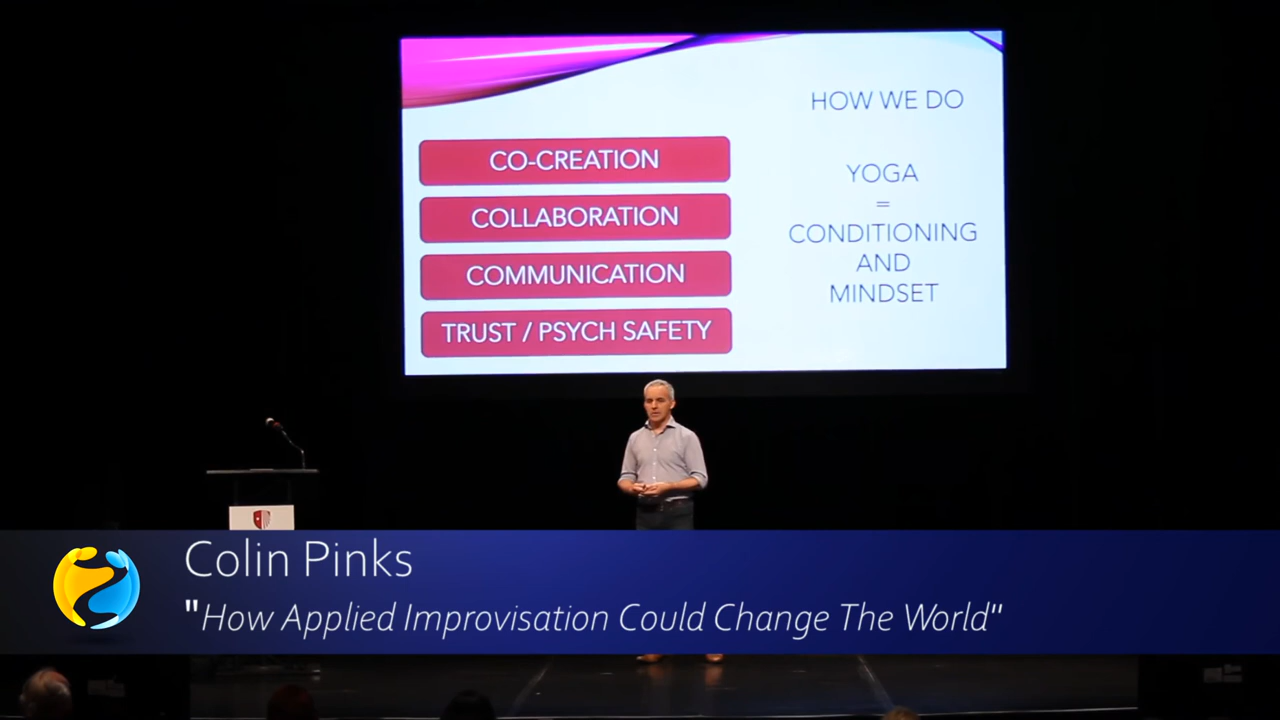 HOW WE DO
CO-CREATION
YOGA
COLLABORATION
=
CONDITIONING
COMMUNICATION
AND
MINDSET
TRUST / PSYCH SAFETY
Colin Pinks
"How Applied Improvisation Could Change The World"